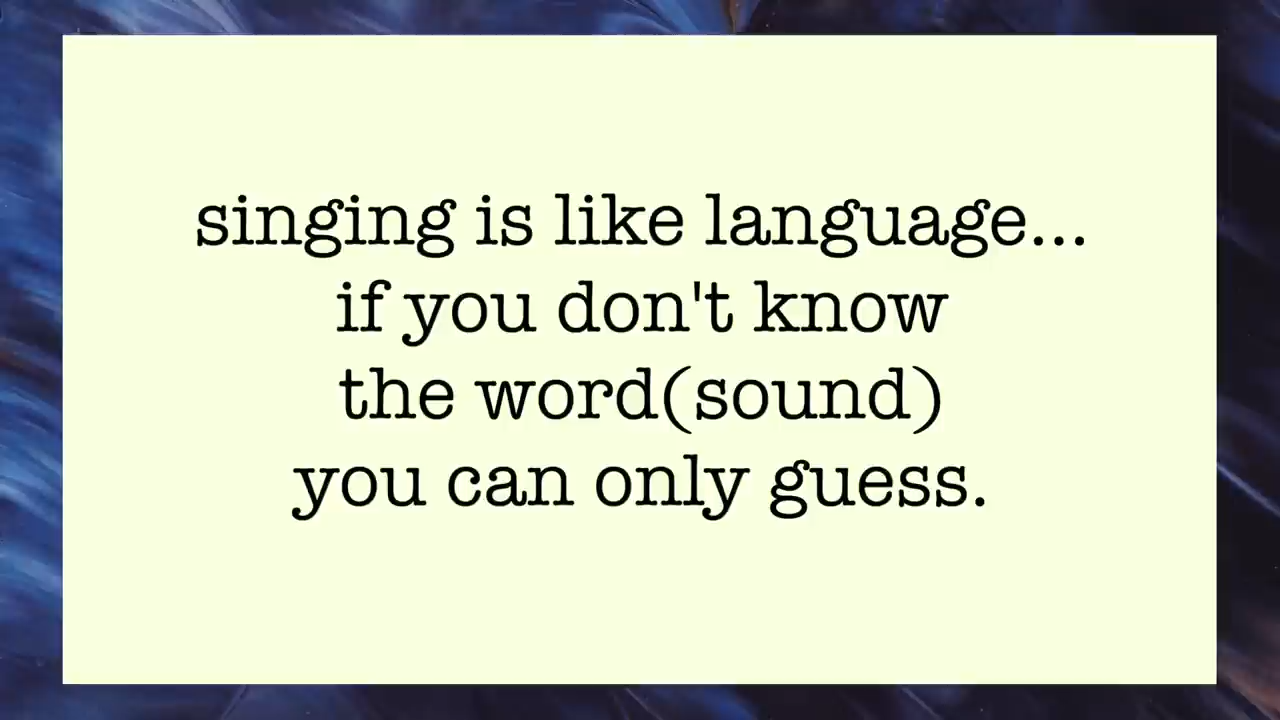 singing is like language...
if you don't know
the word(sound)
you can only guess.